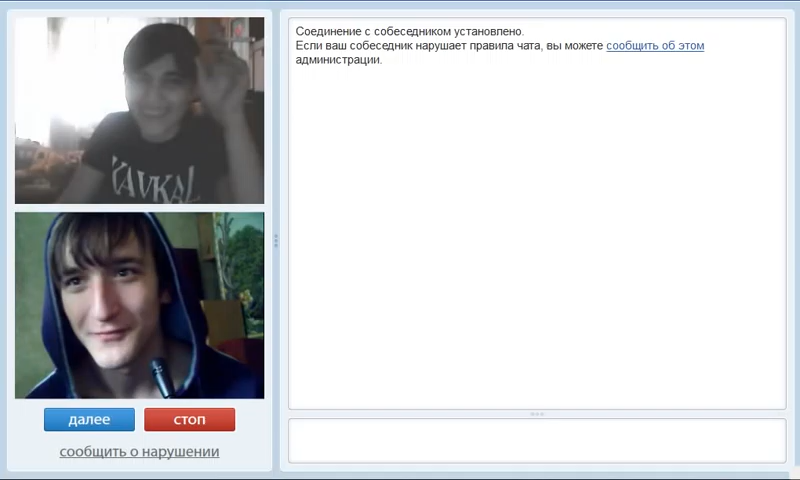 Соединение с собеседником установлено.
Если ваш собеседник нарушает правила чата, вы можете сообщить об этом
администрации.
KAVKAZ
далее
стоп
сообщить о нарушении